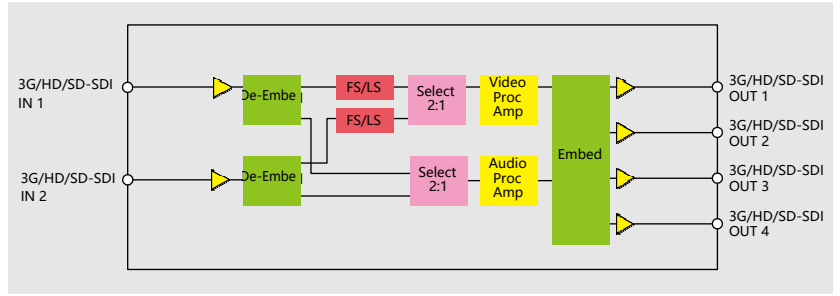 3G/HD/SD-SDI
IN 1
De-Embe
FS/LS
FS/LS
Select
2:1
Video
Proc
Amp
3G/HD/SD-SDI
OUT 1
3G/HD/SD-SDI
OUT 2
Embed
3G/HD/SD-SDI
IN 2
De-Embe
Select
2:1
Audio
Proc
Amp
3G/HD/SD-SDI
OUT 3
3G/HD/SD-SDI
OUT 4